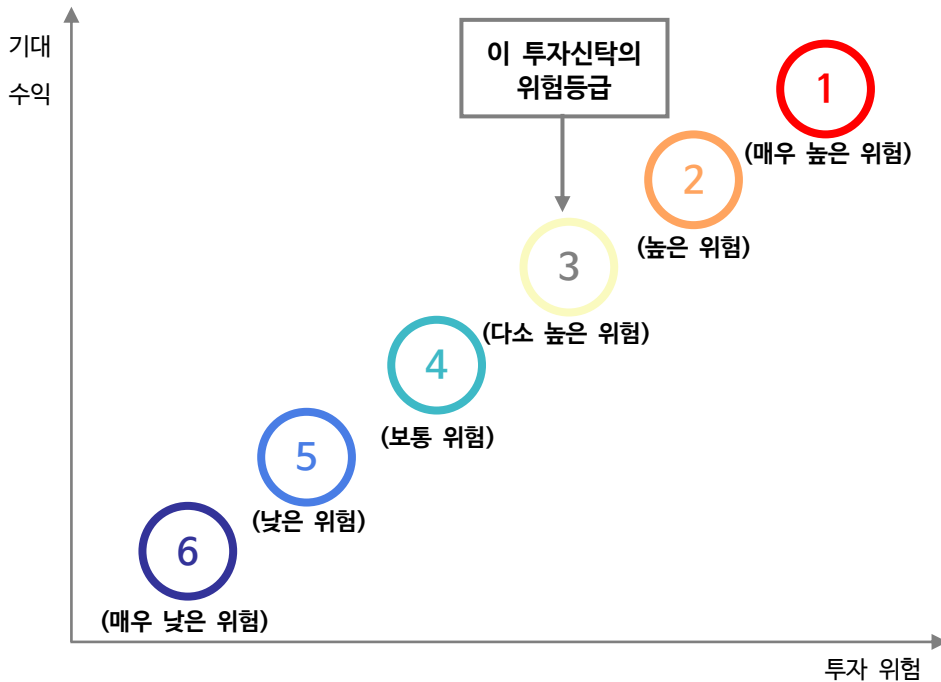 기대
수익
이 투자신탁의
위험등급
1
(매우 높은 위험)
2
(높은 위험)
3
(다소 높은 위험)
4
(보통 위험)
5
(낮은 위험)
6
(매우 낮은 위험)
투자 위험